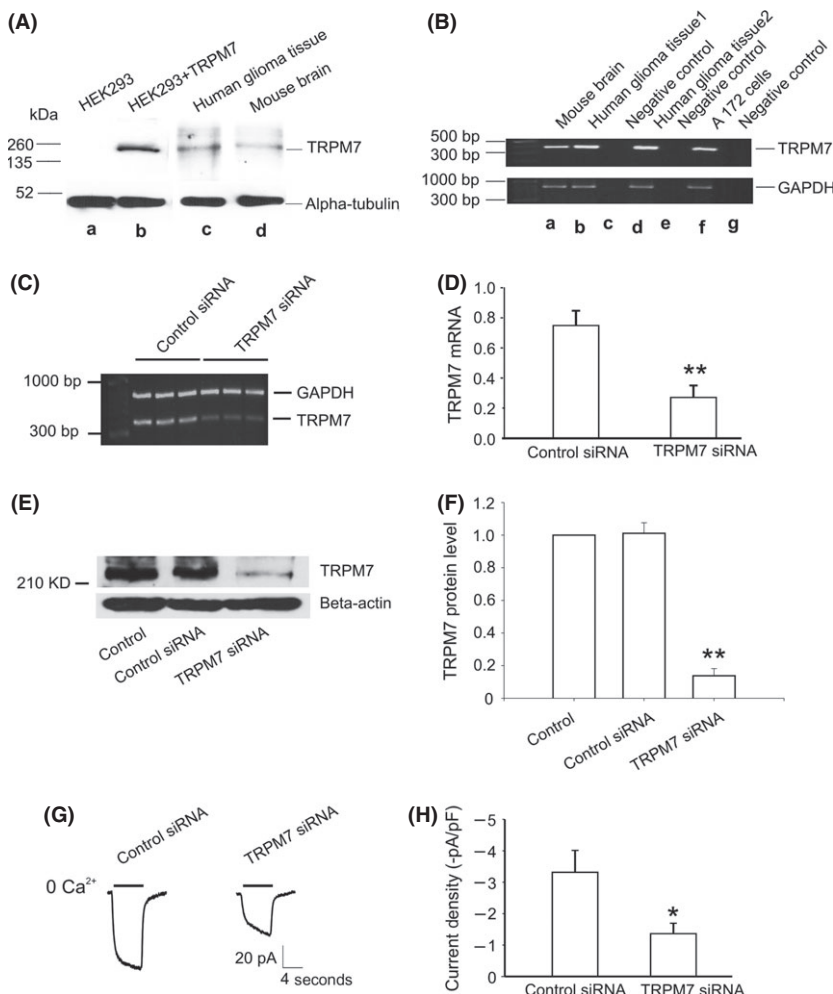 (A)
HEK293
HEK293+TRPM7
Human glioma tissue
Mouse brain
kDa
260
135
52
TRPM7
Alpha-tubulin
a b c d
(B)
Mouse brain
Human glioma tissue1
Negative control
Human glioma tissue2
Negative control
A 172 cells
Negative control
500 bp
300 bp
1000 bp
300 bp
TRPM7
GAPDH
a b c d e f g
(C)
Control siRNA
TRPM7 siRNA
1000 bp
300 bp
GAPDH
TRPM7
(D)
TRPM7 mRNA
1.0
0.8
0.6
0.4
0.2
0.0
**
Control siRNA TRPM7 siRNA
(E)
210 KD
TRPM7
Beta-actin
Control
Control siRNA
TRPM7 siRNA
(F)
TRPM7 protein level
1.2
1.0
0.8
0.6
0.4
0.2
0
**
Control
Control siRNA
TRPM7 siRNA
(G)
Control siRNA
TRPM7 siRNA
0 Ca²⁺
20 pA
4 seconds
(H)
Current density (-pA/pF)
−5
−4
−3
−2
−1
0
*
Control siRNA TRPM7 siRNA